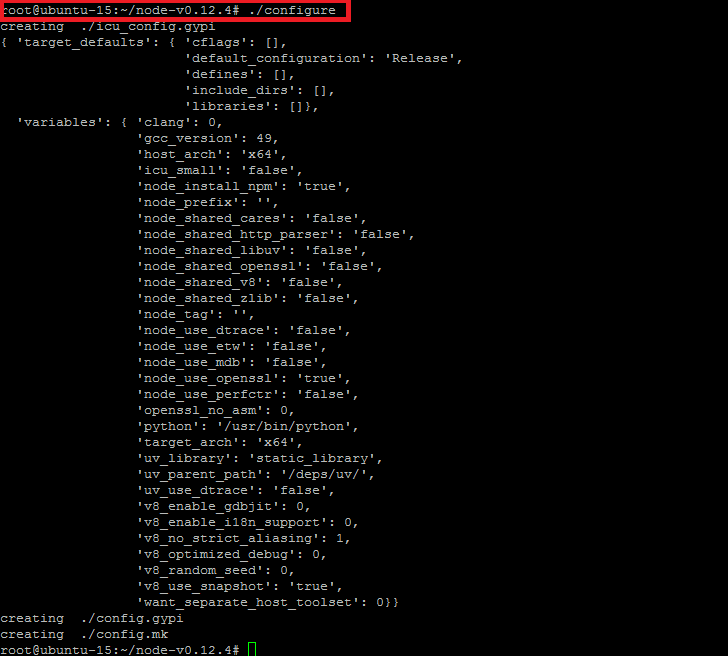 root@ubuntu-15:~/node-v0.12.4# ./configure
creating  ./icu_config.gypi
{ 'target_defaults': { 'cflags': [],
                       'default_configuration': 'Release',
                       'defines': [],
                       'include_dirs': [],
                       'libraries': []},
  'variables': { 'clang': 0,
                 'gcc_version': 49,
                 'host_arch': 'x64',
                 'icu_small': 'false',
                 'node_install_npm': 'true',
                 'node_prefix': '',
                 'node_shared_cares': 'false',
                 'node_shared_http_parser': 'false',
                 'node_shared_libuv': 'false',
                 'node_shared_openssl': 'false',
                 'node_shared_v8': 'false',
                 'node_shared_zlib': 'false',
                 'node_tag': '',
                 'node_use_dtrace': 'false',
                 'node_use_etw': 'false',
                 'node_use_mdb': 'false',
                 'node_use_openssl': 'true',
                 'node_use_perfctr': 'false',
                 'openssl_no_asm': 0,
                 'python': '/usr/bin/python',
                 'target_arch': 'x64',
                 'uv_library': 'static_library',
                 'uv_parent_path': '/deps/uv/',
                 'uv_use_dtrace': 'false',
                 'v8_enable_gdbjit': 0,
                 'v8_enable_i18n_support': 0,
                 'v8_no_strict_aliasing': 1,
                 'v8_optimized_debug': 0,
                 'v8_random_seed': 0,
                 'v8_use_snapshot': 'true',
                 'want_separate_host_toolset': 0}}
creating  ./config.gypi
creating  ./config.mk
root@ubuntu-15:~/node-v0.12.4#